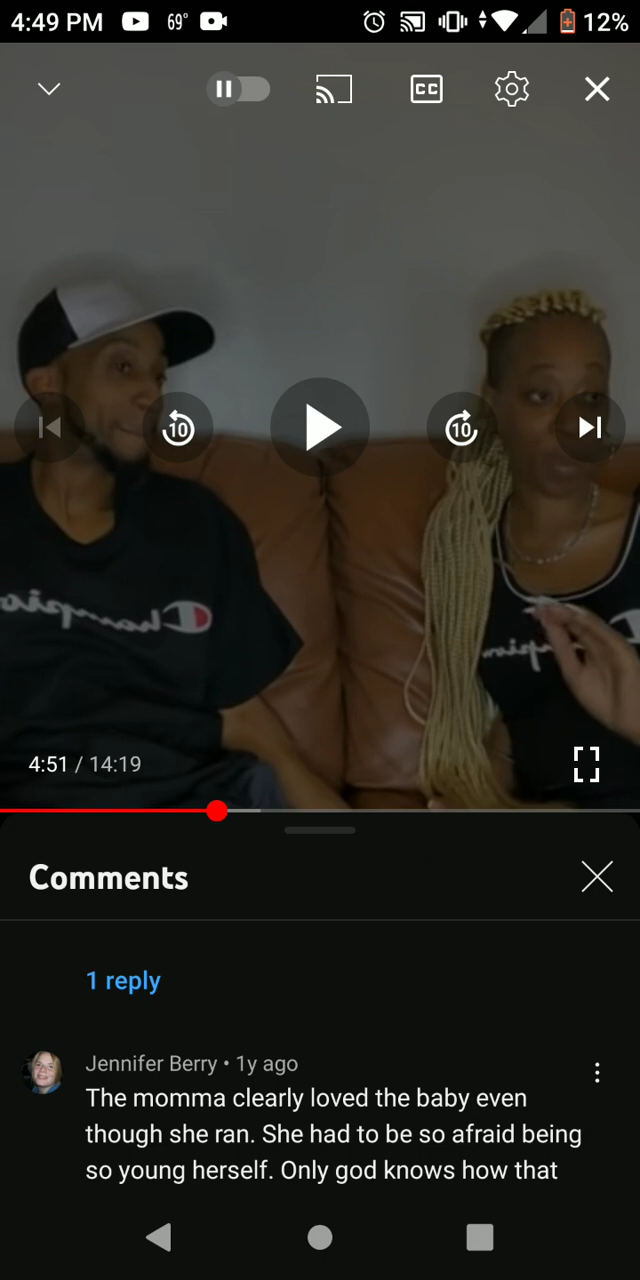 4:49 PM 69° 12%
CC
10 10
Champion
4:51 / 14:19
Comments
1 reply
Jennifer Berry • 1y ago
The momma clearly loved the baby even
though she ran. She had to be so afraid being
so young herself. Only god knows how that